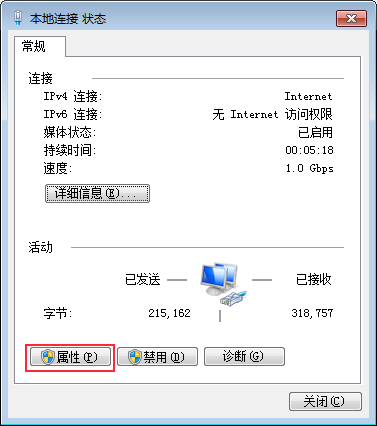 本地连接 状态
常规
连接
IPv4 连接: Internet
IPv6 连接: 无 Internet 访问权限
媒体状态: 已启用
持续时间: 00:05:18
速度: 1.0 Gbps
详细信息(E)...
活动
已发送 — 已接收
字节: 215,162 | 318,757
属性(P) 禁用(D) 诊断(G)
关闭(C)